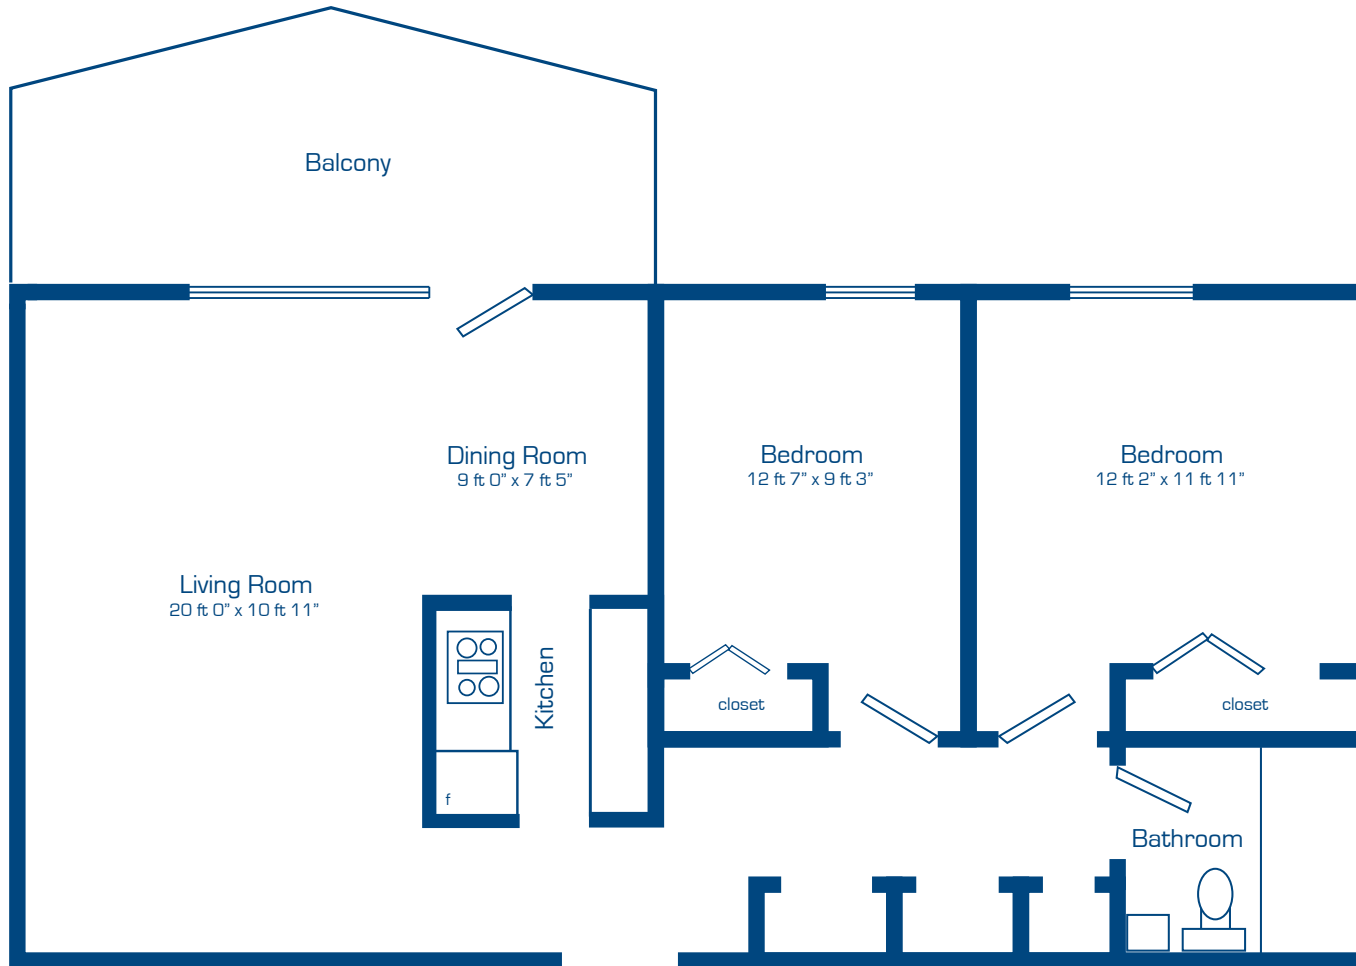 Balcony
Dining Room
9 ft 0” x 7 ft 5”
Bedroom
12 ft 7” x 9 ft 3”
Bedroom
12 ft 2” x 11 ft 11”
Living Room
20 ft 0” x 10 ft 11”
Kitchen
closet
closet
f
Bathroom